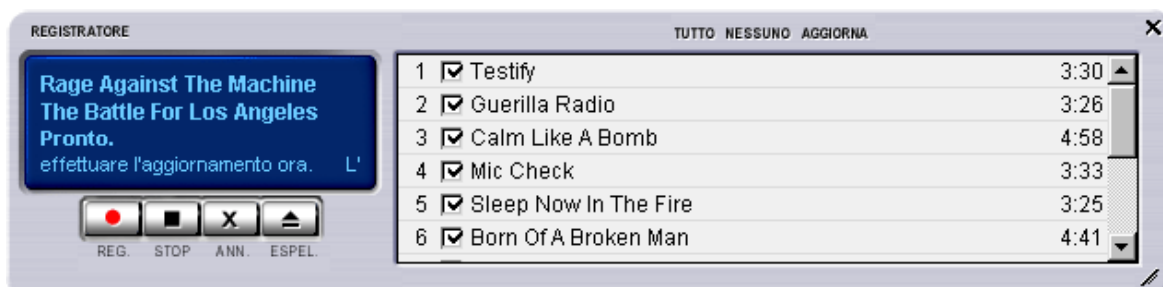 REGISTRATORE
TUTTO NESSUNO AGGIORNA
Rage Against The Machine
The Battle For Los Angeles
Pronto.
effettuare l'aggiornamento ora. L'
REG. STOP ANN. ESPEL.
1 Testify 3:30
2 Guerilla Radio 3:26
3 Calm Like A Bomb 4:58
4 Mic Check 3:33
5 Sleep Now In The Fire 3:25
6 Born Of A Broken Man 4:41